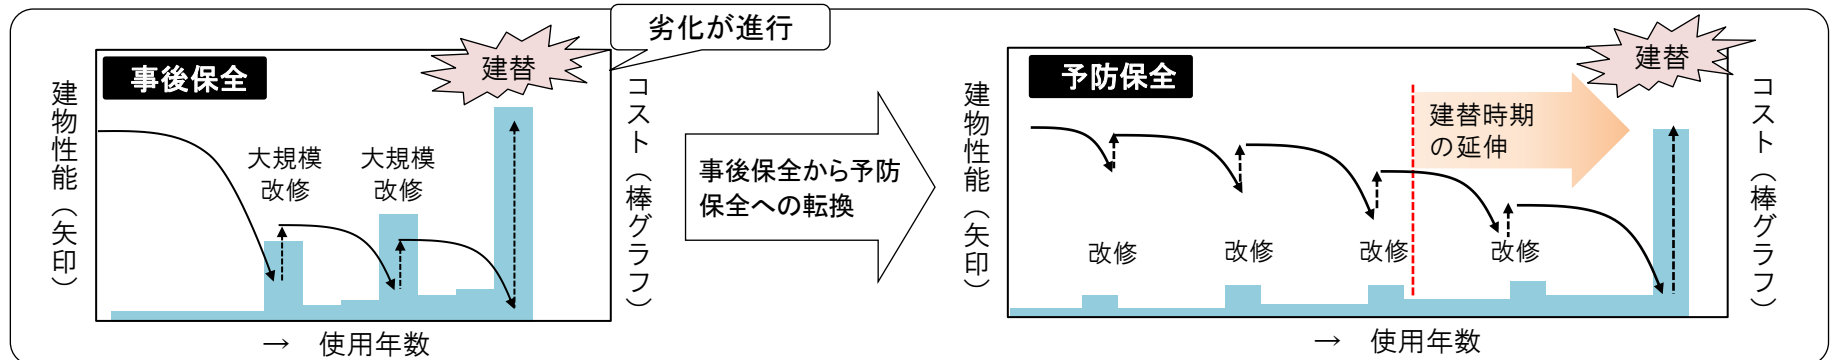 劣化が進行
事後保全
建替
建物性能（矢印）
大規模
改修
大規模
改修
コスト（棒グラフ）
→ 使用年数
事後保全から予防
保全への転換
予防保全
建替
建物性能（矢印）
建替時期
の延伸
改修
改修
改修
改修
コスト（棒グラフ）
→ 使用年数